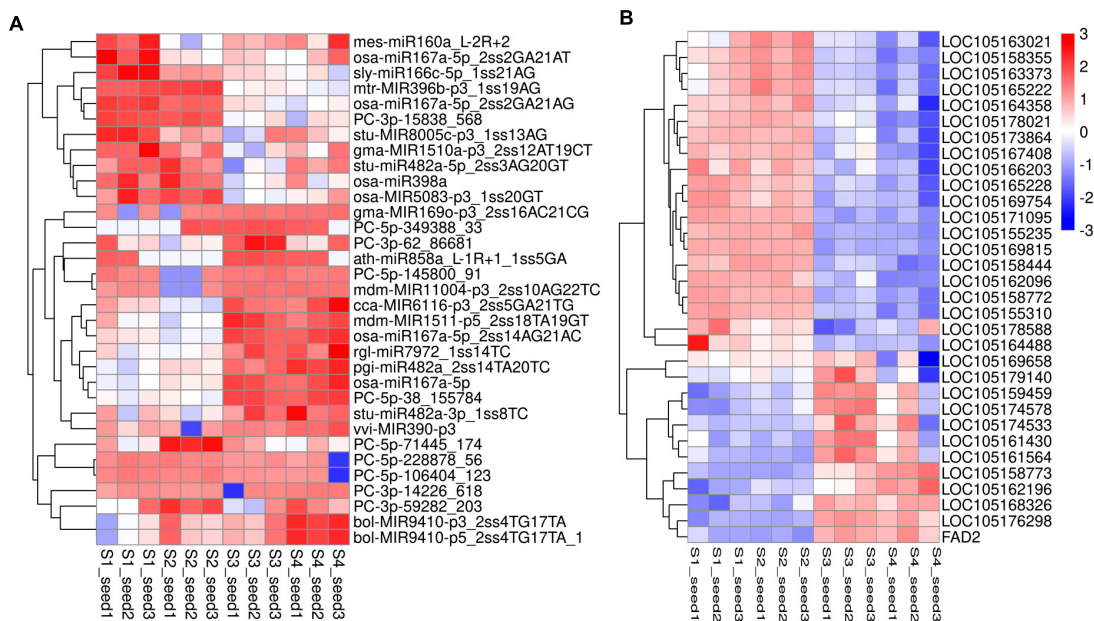 A
mes-miR160a_L-2R+2
osa-miR167a-5p_2ss2GA21AT
sly-miR166c-5p_1ss21AG
mtr-MIR396b-p3_1ss19AG
osa-miR167a-5p_2ss2GA21AG
PC-3p-15838_568
stu-MIR8005c-p3_1ss13AG
gma-MIR1510a-p3_2ss12AT19CT
stu-miR482a-5p_2ss3AG20GT
osa-miR398a
osa-MIR5083-p3_1ss20GT
gma-MIR169o-p3_2ss16AC21CG
PC-5p-349388_33
PC-3p-62_86681
ath-miR858a_L-1R+1_1ss5GA
PC-5p-145800_91
mdm-MIR11004-p3_2ss10AG22TC
cca-MIR6116-p3_2ss5GA21TG
mdm-MIR1511-p5_2ss18TA19GT
osa-miR167a-5p_2ss14AG21AC
rgl-miR7972_1ss14TC
pgi-miR482a_2ss14TA20TC
osa-miR167a-5p
PC-5p-38_155784
stu-miR482a-3p_1ss8TC
vvi-MIR390-p3
PC-5p-71445_174
PC-5p-228878_56
PC-5p-106404_123
PC-3p-14226_618
PC-3p-59282_203
bol-MIR9410-p3_2ss4TG17TA
bol-MIR9410-p5_2ss4TG17TA_1
S1_seed1
S1_seed2
S1_seed3
S2_seed1
S2_seed2
S2_seed3
S3_seed1
S3_seed2
S3_seed3
S4_seed1
S4_seed2
S4_seed3
B
LOC105163021
LOC105158355
LOC105163373
LOC105165222
LOC105164358
LOC105178021
LOC105173864
LOC105167408
LOC105166203
LOC105165228
LOC105169754
LOC105171095
LOC105155235
LOC105169815
LOC105158444
LOC105162096
LOC105158772
LOC105155310
LOC105178588
LOC105164488
LOC105169658
LOC105179140
LOC105159459
LOC105174578
LOC105174533
LOC105161430
LOC105161564
LOC105158773
LOC105162196
LOC105168326
LOC105176298
FAD2
S1_seed1
S1_seed2
S1_seed3
S2_seed1
S2_seed2
S2_seed3
S3_seed1
S3_seed2
S3_seed3
S4_seed1
S4_seed2
S4_seed3
3
2
1
0
-1
-2
-3